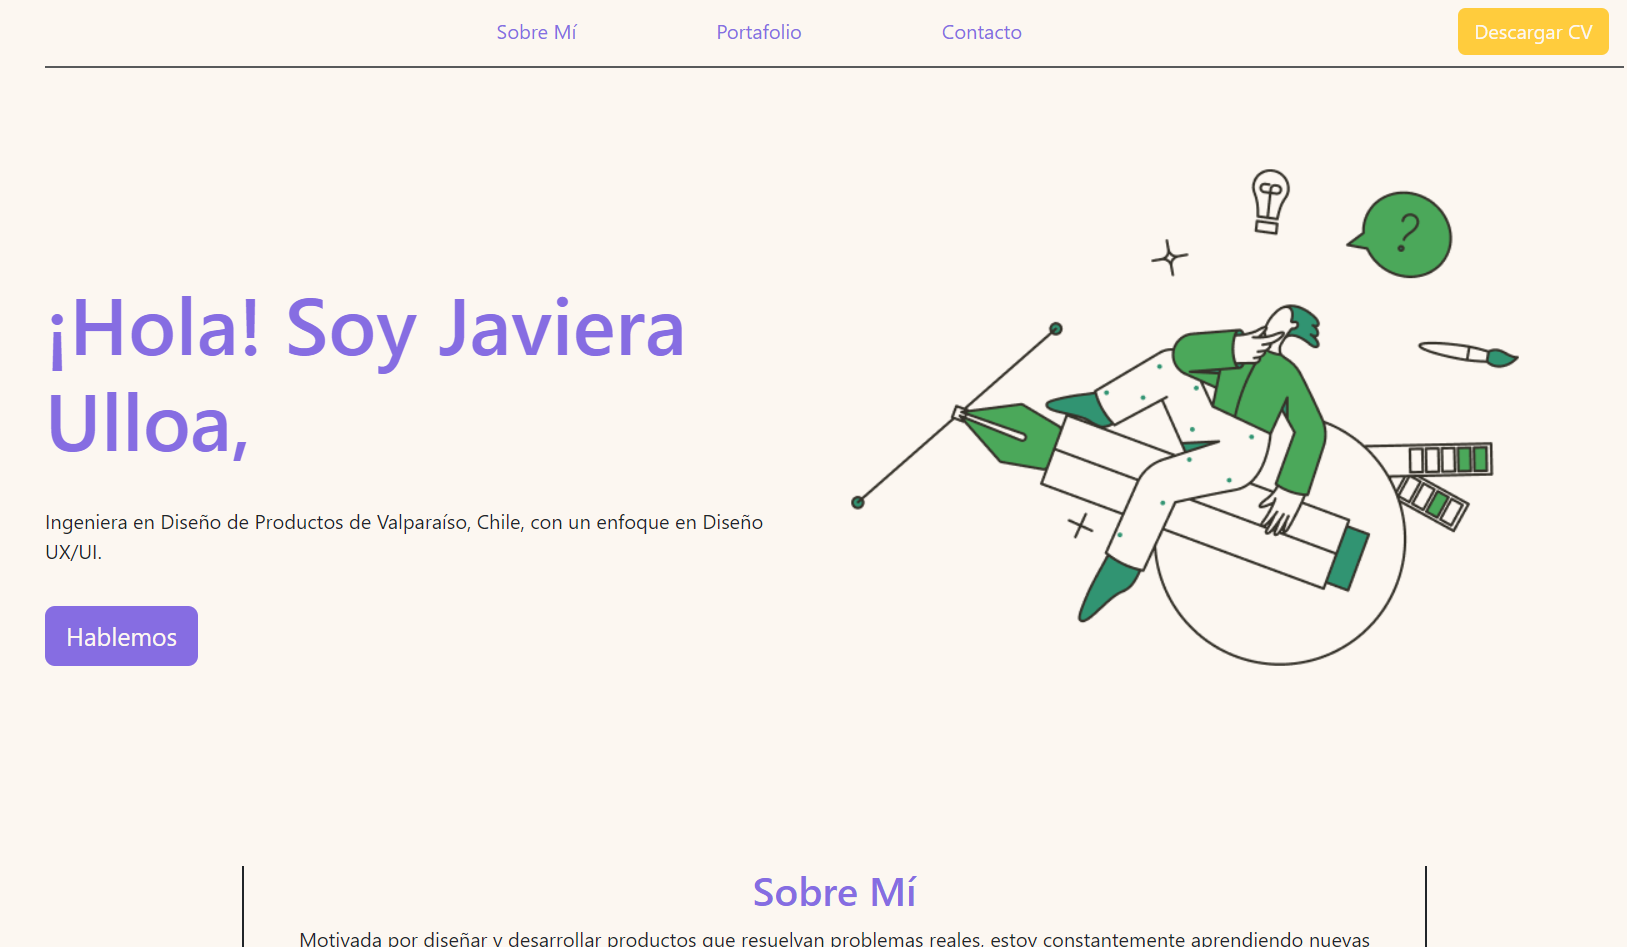 Sobre Mí
Portafolio
Contacto
Descargar CV
?
¡Hola! Soy Javiera
Ulloa,
Ingeniera en Diseño de Productos de Valparaíso, Chile, con un enfoque en Diseño
UX/UI.
Hablemos
Sobre Mí
Motivada por diseñar y desarrollar productos que resuelvan problemas reales, estoy constantemente aprendiendo nuevas